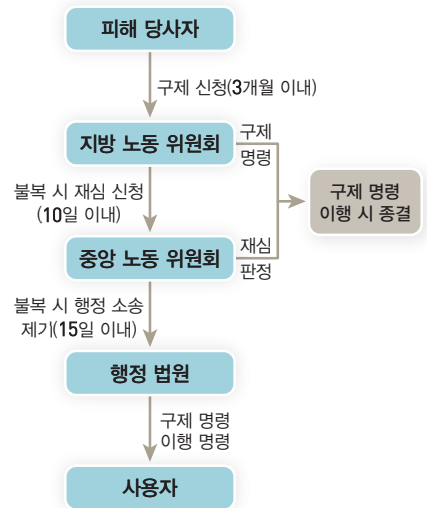 피해 당사자
구제 신청(3개월 이내)
지방 노동 위원회
구제
명령
불복 시 재심 신청
(10일 이내)
구제 명령
이행 시 종결
중앙 노동 위원회
재심
판정
불복 시 행정 소송
제기(15일 이내)
행정 법원
구제 명령
이행 명령
사용자